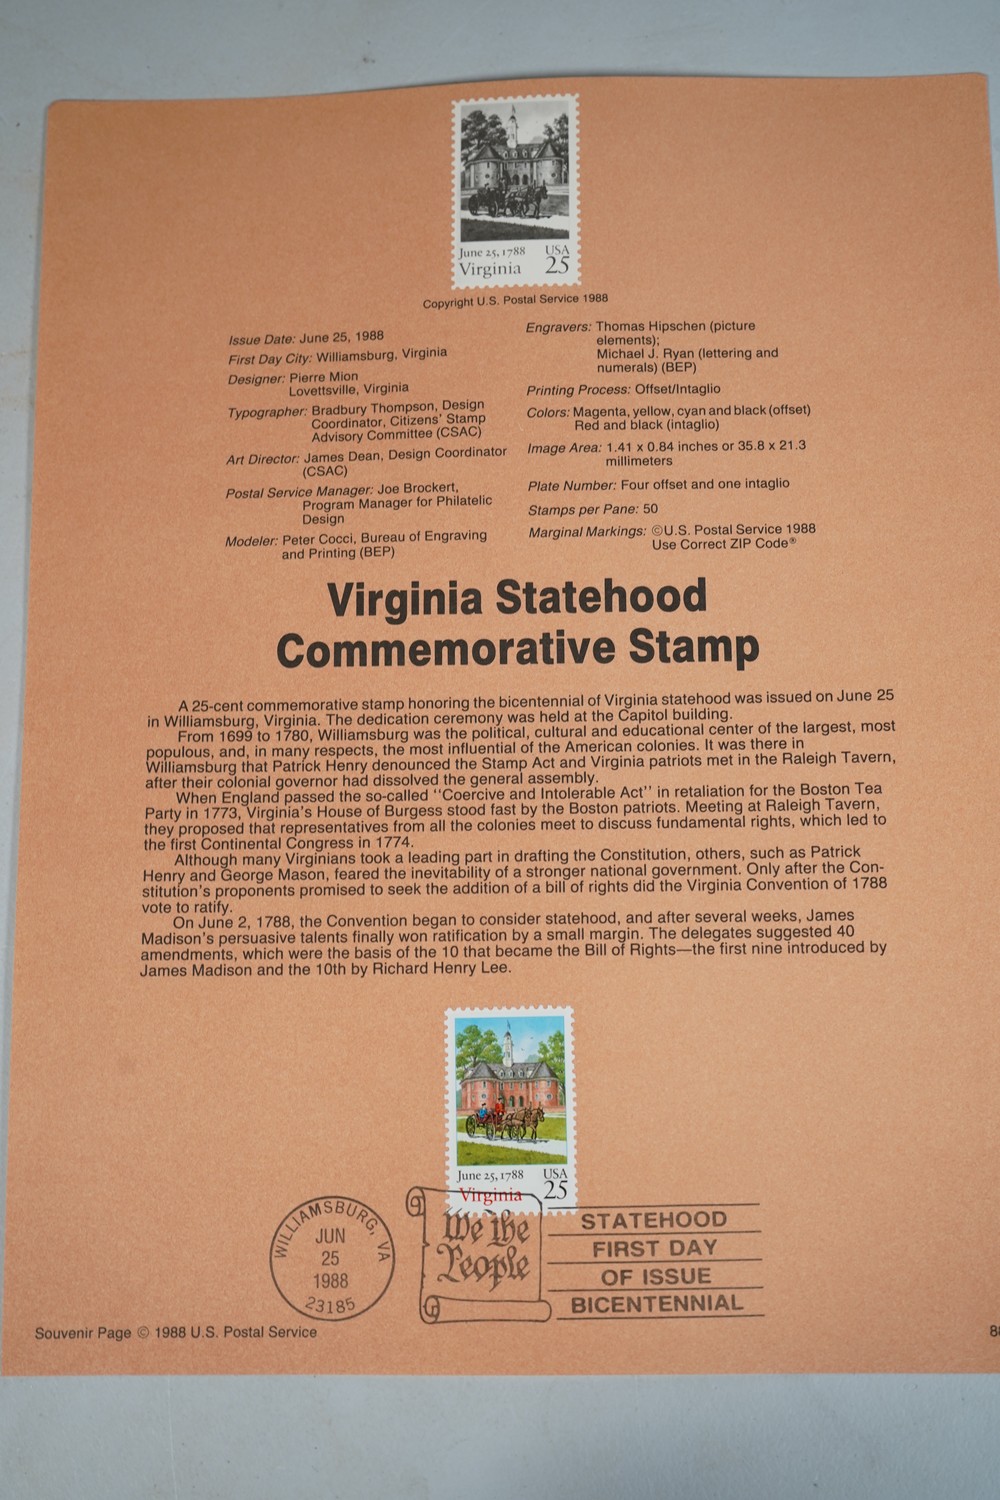 June 25, 1788 USA
Virginia 25
Copyright U.S. Postal Service 1988
Issue Date: June 25, 1988
First Day City: Williamsburg, Virginia
Designer: Pierre Mion
Lovettsville, Virginia
Typographer: Bradbury Thompson, Design
Coordinator, Citizens' Stamp
Advisory Committee (CSAC)
Art Director: James Dean, Design Coordinator
(CSAC)
Postal Service Manager: Joe Brockert,
Program Manager for Philatelic
Design
Modeler: Peter Cocci, Bureau of Engraving
and Printing (BEP)
Engravers: Thomas Hipschen (picture
elements);
Michael J. Ryan (lettering and
numerals) (BEP)
Printing Process: Offset/Intaglio
Colors: Magenta, yellow, cyan and black (offset)
Red and black (intaglio)
Image Area: 1.41 x 0.84 inches or 35.8 x 21.3
millimeters
Plate Number: Four offset and one intaglio
Stamps per Pane: 50
Marginal Markings: ©U.S. Postal Service 1988
Use Correct ZIP Code®
Virginia Statehood
Commemorative Stamp
A 25-cent commemorative stamp honoring the bicentennial of Virginia statehood was issued on June 25
in Williamsburg, Virginia. The dedication ceremony was held at the Capitol building.
From 1699 to 1780, Williamsburg was the political, cultural and educational center of the largest, most
populous, and, in many respects, the most influential of the American colonies. It was there in
Williamsburg that Patrick Henry denounced the Stamp Act and Virginia patriots met in the Raleigh Tavern,
after their colonial governor had dissolved the general assembly.
When England passed the so-called "Coercive and Intolerable Act" in retaliation for the Boston Tea
Party in 1773, Virginia's House of Burgess stood fast by the Boston patriots. Meeting at Raleigh Tavern,
they proposed that representatives from all the colonies meet to discuss fundamental rights, which led to
the first Continental Congress in 1774.
Although many Virginians took a leading part in drafting the Constitution, others, such as Patrick
Henry and George Mason, feared the inevitability of a stronger national government. Only after the Con-
stitution's proponents promised to seek the addition of a bill of rights did the Virginia Convention of 1788
vote to ratify.
On June 2, 1788, the Convention began to consider statehood, and after several weeks, James
Madison's persuasive talents finally won ratification by a small margin. The delegates suggested 40
amendments, which were the basis of the 10 that became the Bill of Rights—the first nine introduced by
James Madison and the 10th by Richard Henry Lee.
June 25, 1788 USA
Virginia 25
WILLIAMSBURG, VA
JUN
25
1988
23185
We the
People
STATEHOOD
FIRST DAY
OF ISSUE
BICENTENNIAL
Souvenir Page © 1988 U.S. Postal Service